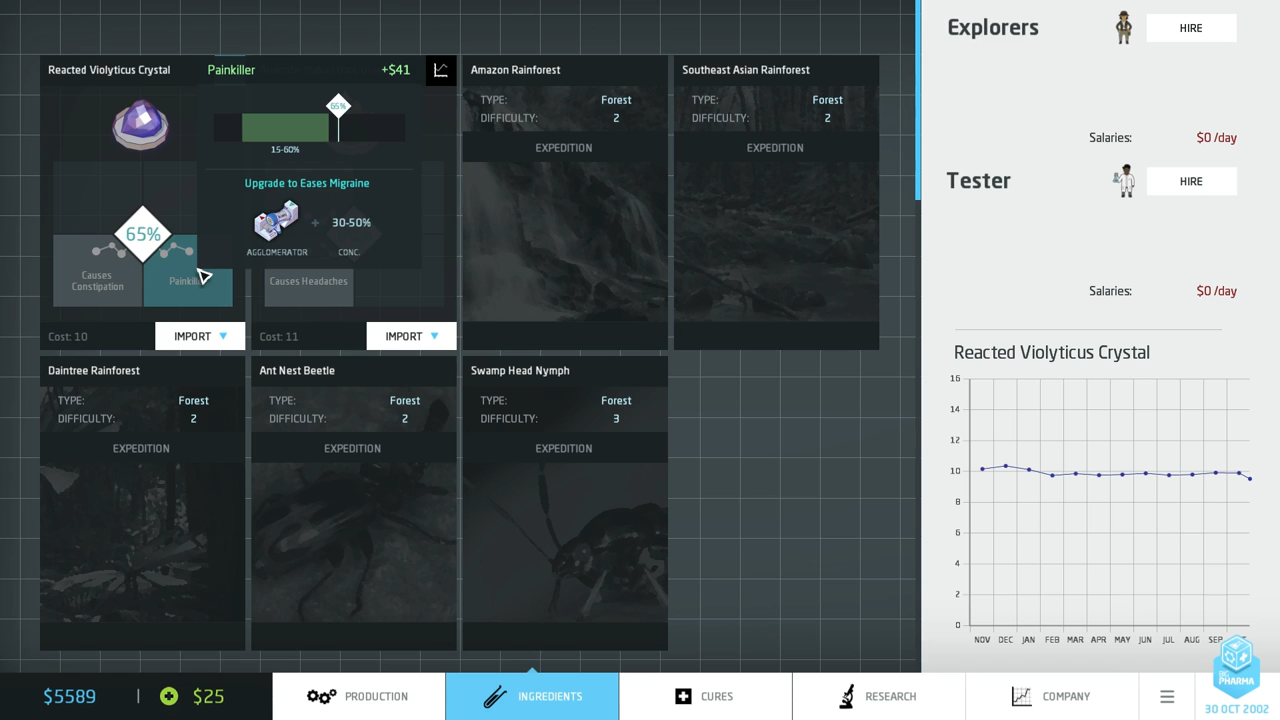 Reacted Violyticus Crystal
Painkiller
+$41
65%
15-60%
Upgrade to Eases Migraine
+ 30-50%
AGGLOMERATOR
CONC.
65%
Causes
Constipation
Causes Headaches
Cost: 10
IMPORT
Cost: 11
IMPORT
Amazon Rainforest
TYPE: Forest
DIFFICULTY: 2
EXPEDITION
Southeast Asian Rainforest
TYPE: Forest
DIFFICULTY: 2
EXPEDITION
Daintree Rainforest
TYPE: Forest
DIFFICULTY: 2
EXPEDITION
Ant Nest Beetle
TYPE: Forest
DIFFICULTY: 2
EXPEDITION
Swamp Head Nymph
TYPE: Forest
DIFFICULTY: 3
EXPEDITION
Explorers
HIRE
Salaries: $0 /day
Tester
HIRE
Salaries: $0 /day
Reacted Violyticus Crystal
16
14
12
10
8
6
4
2
0
NOV DEC JAN FEB MAR APR MAY JUN JUL AUG SEP
$5589 | $25
PRODUCTION
INGREDIENTS
CURES
RESEARCH
COMPANY
BIG
PHARMA
30 OCT 2002